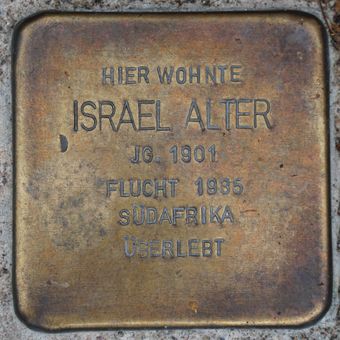 HIER WOHNTE
ISRAEL ALTER
JG. 1901
FLUCHT 1935
SÜDAFRIKA
ÜBERLEBT